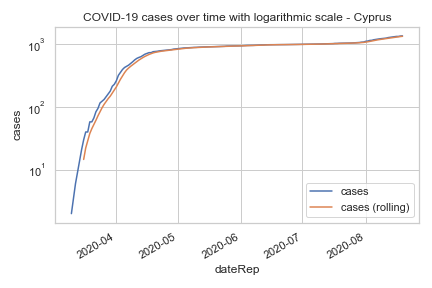 COVID-19 cases over time with logarithmic scale - Cyprus
10³
10²
10¹
cases
cases
cases (rolling)
2020-04
2020-05
2020-06
2020-07
2020-08
dateRep